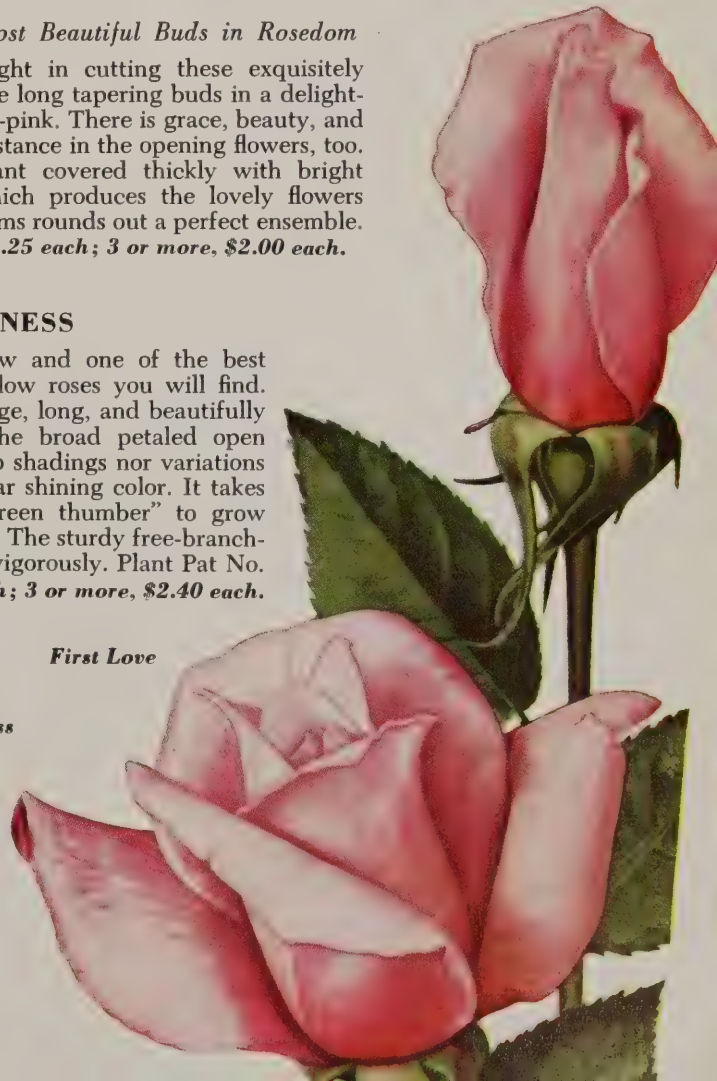 Most Beautiful Buds in Rosedom
ght in cutting these exquisitely
e long tapering buds in a delight-
-pink. There is grace, beauty, and
stance in the opening flowers, too.
ant covered thickly with bright
ich produces the lovely flowers
ms rounds out a perfect ensemble.
.25 each; 3 or more, $2.00 each.
NESS
w and one of the best
low roses you will find.
ge, long, and beautifully
he broad petaled open
o shadings nor variations
ar shining color. It takes
reen thumber” to grow
The sturdy free-branch-
vigorously. Plant Pat No.
h; 3 or more, $2.40 each.
First Love
ss